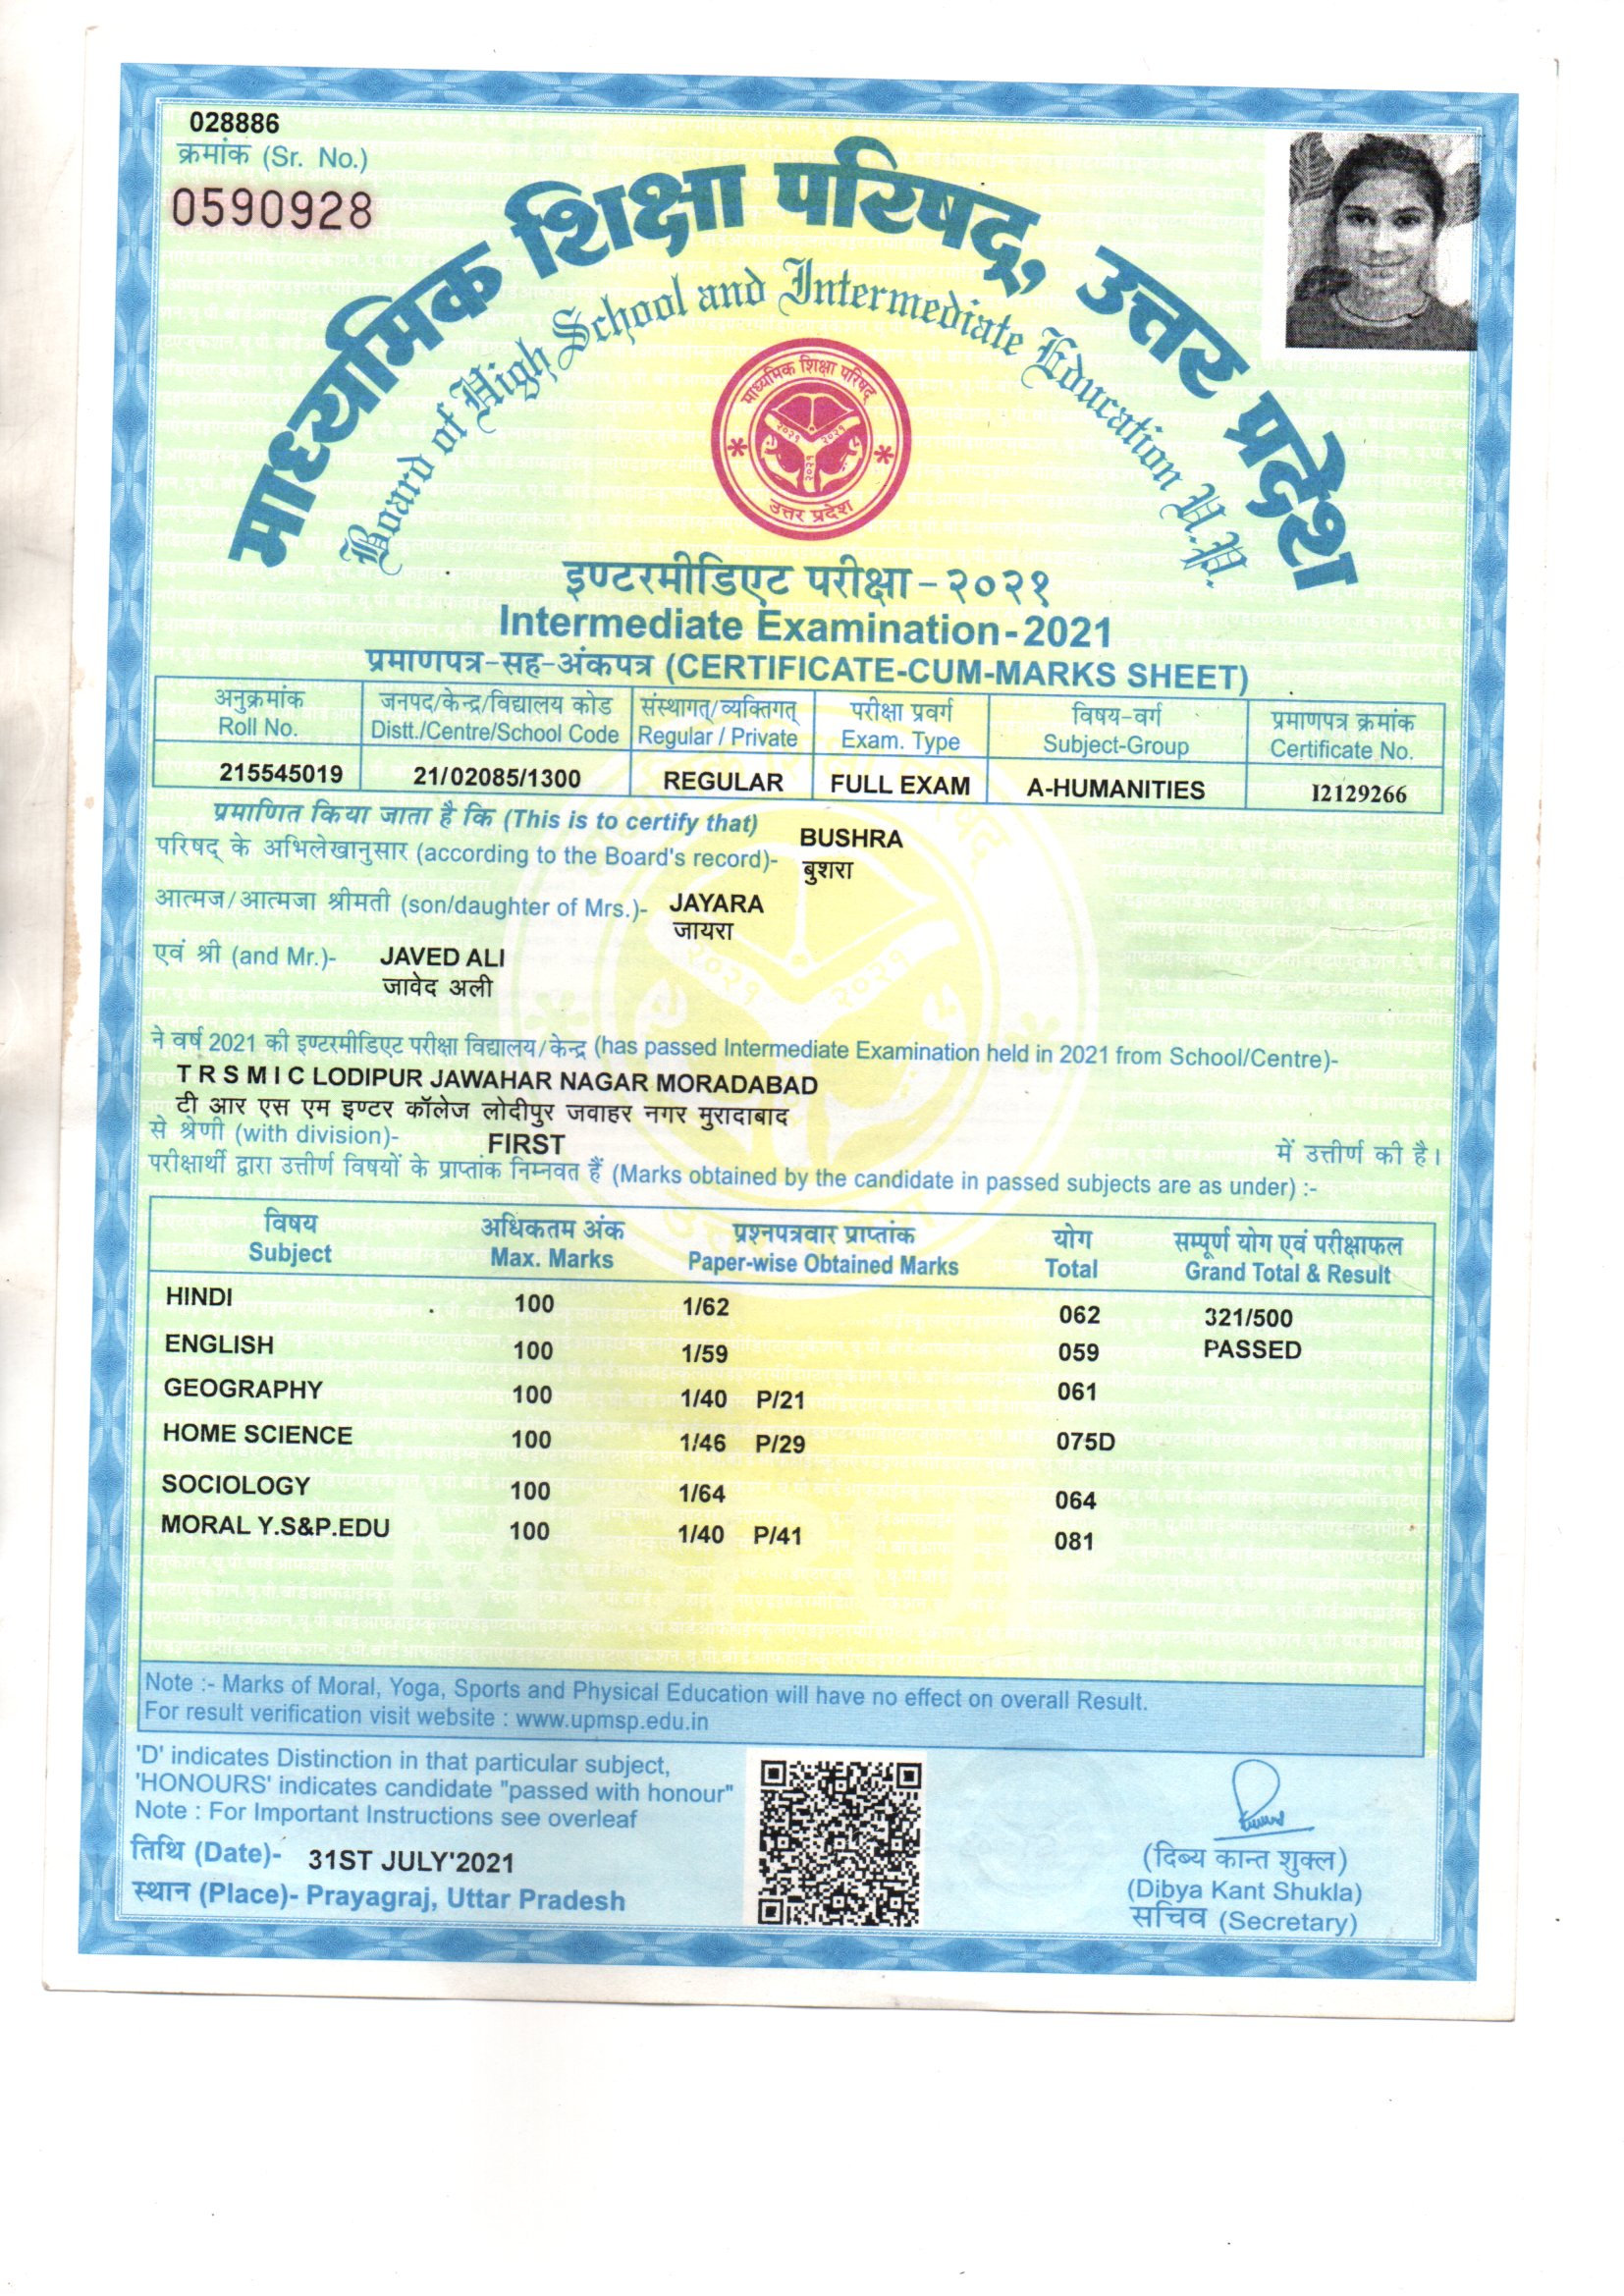 028886
क्रमांक (Sr. No.)
0590928
माध्यमिक शिक्षा परिषद्, उत्तर प्रदेश
Board of High School and Intermediate Education U.P.
माध्यमिक शिक्षा परिषद्
२०२१ २०२१
२०२१
उत्तर प्रदेश
इण्टरमीडिएट परीक्षा-२०२१
Intermediate Examination-2021
प्रमाणपत्र-सह-अंकपत्र (CERTIFICATE-CUM-MARKS SHEET)
अनुक्रमांक जनपद/केन्द्र/विद्यालय कोड संस्थागत्/व्यक्तिगत् परीक्षा प्रवर्ग विषय-वर्ग प्रमाणपत्र क्रमांक
Roll No. Distt./Centre/School Code Regular / Private Exam. Type Subject-Group Certificate No.
215545019 21/02085/1300 REGULAR FULL EXAM A-HUMANITIES I2129266
प्रमाणित किया जाता है कि (This is to certify that) BUSHRA
परिषद् के अभिलेखानुसार (according to the Board's record)- बुशरा
आत्मज/आत्मजा श्रीमती (son/daughter of Mrs.)- JAYARA
जायरा
एवं श्री (and Mr.)- JAVED ALI
जावेद अली
ने वर्ष 2021 की इण्टरमीडिएट परीक्षा विद्यालय/केन्द्र (has passed Intermediate Examination held in 2021 from School/Centre)-
T R S M I C LODIPUR JAWAHAR NAGAR MORADABAD
टी आर एस एम इण्टर कॉलेज लोदीपुर जवाहर नगर मुरादाबाद
से श्रेणी (with division)- FIRST में उत्तीर्ण की है।
परीक्षार्थी द्वारा उत्तीर्ण विषयों के प्राप्तांक निम्नवत हैं (Marks obtained by the candidate in passed subjects are as under) :-
विषय अधिकतम अंक प्रश्नपत्रवार प्राप्तांक योग सम्पूर्ण योग एवं परीक्षाफल
Subject Max. Marks Paper-wise Obtained Marks Total Grand Total & Result
HINDI 100 1/62 062 321/500
ENGLISH 100 1/59 059 PASSED
GEOGRAPHY 100 1/40 P/21 061
HOME SCIENCE 100 1/46 P/29 075D
SOCIOLOGY 100 1/64 064
MORAL Y.S&P.EDU 100 1/40 P/41 081
Note :- Marks of Moral, Yoga, Sports and Physical Education will have no effect on overall Result.
For result verification visit website : www.upmsp.edu.in
'D' indicates Distinction in that particular subject,
'HONOURS' indicates candidate "passed with honour"
Note : For Important Instructions see overleaf
तिथि (Date)- 31ST JULY'2021
स्थान (Place)- Prayagraj, Uttar Pradesh
(दिब्य कान्त शुक्ल)
(Dibya Kant Shukla)
सचिव (Secretary)